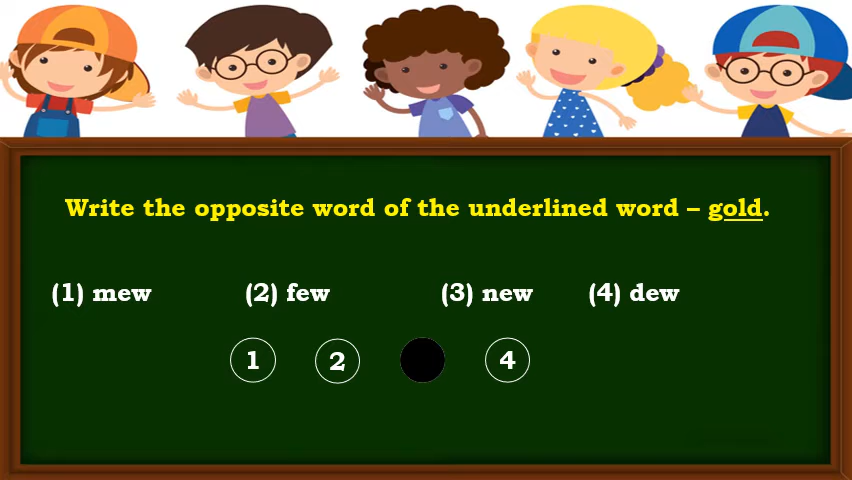 Write the opposite word of the underlined word – gold.
(1) mew (2) few (3) new (4) dew
1 2 4